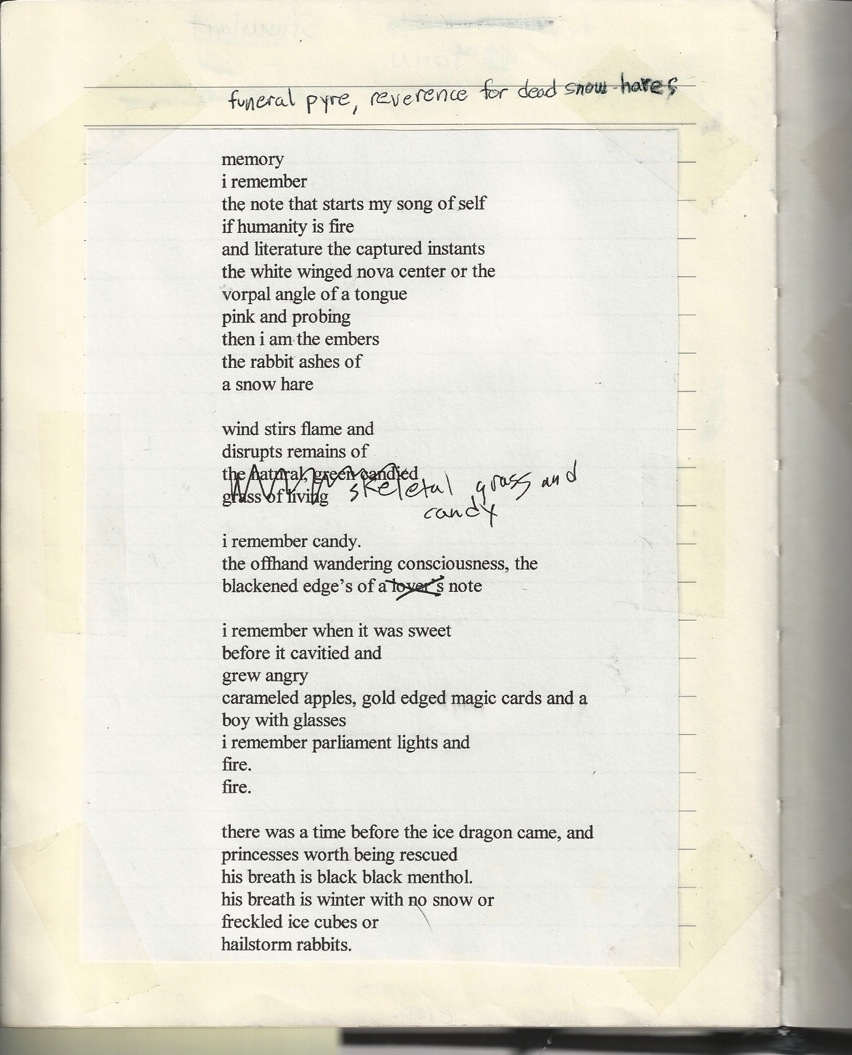 funeral pyre, reverence for dead snow hares
memory
i remember
the note that starts my song of self
if humanity is fire
and literature the captured instants
the white winged nova center or the
vorpal angle of a tongue
pink and probing
then i am the embers
the rabbit ashes of
a snow hare
wind stirs flame and
disrupts remains of
the natural, green candied
grass of living skeletal grass and
candy
i remember candy.
the offhand wandering consciousness, the
blackened edge's of a lover's note
i remember when it was sweet
before it cavitied and
grew angry
carameled apples, gold edged magic cards and a
boy with glasses
i remember parliament lights and
fire.
fire.
there was a time before the ice dragon came, and
princesses worth being rescued
his breath is black black menthol.
his breath is winter with no snow or
freckled ice cubes or
hailstorm rabbits.